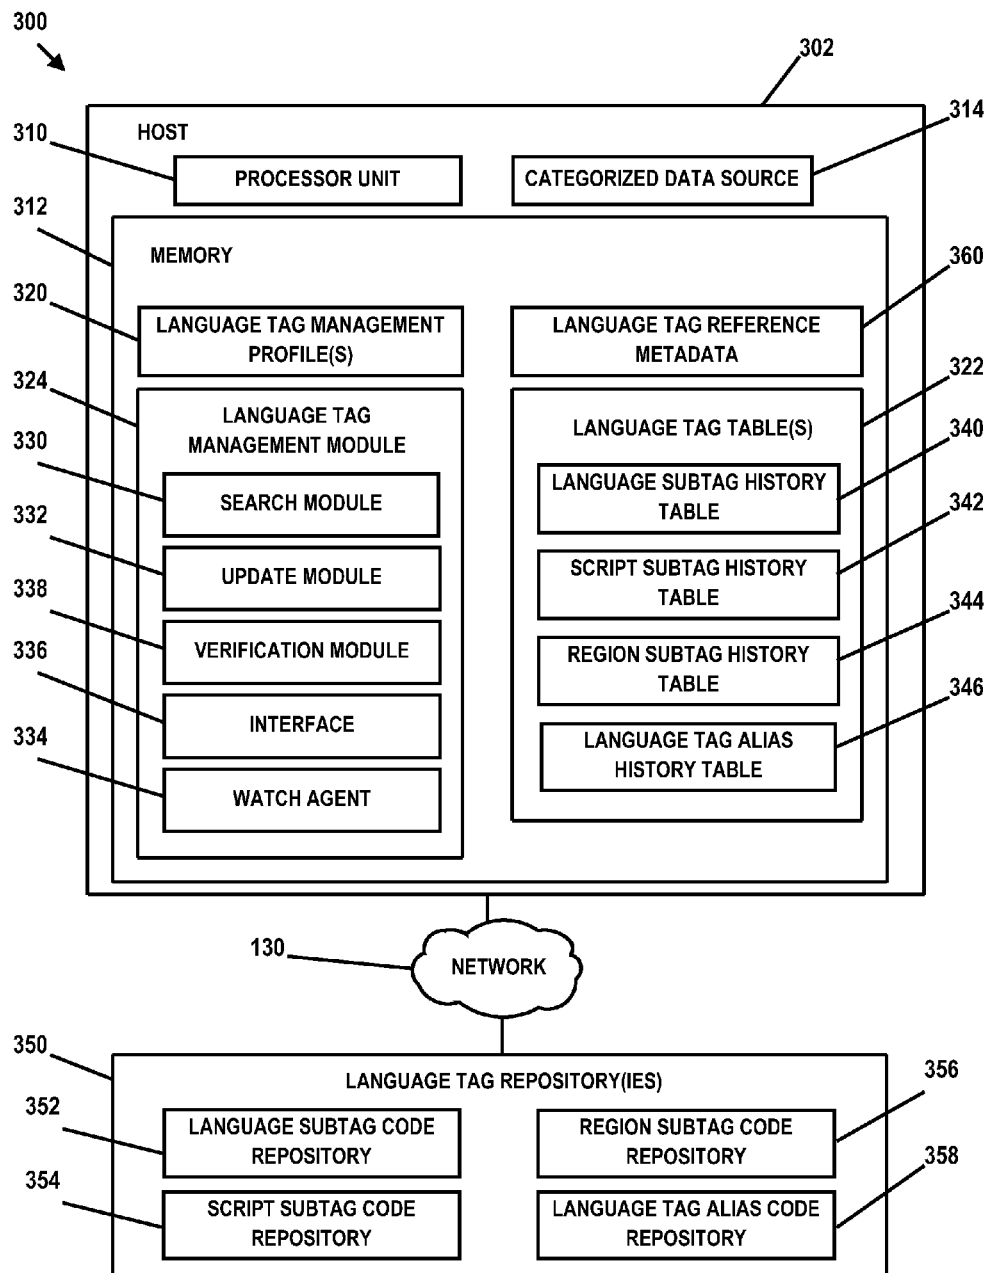 300
302
HOST
310
314
PROCESSOR UNIT
CATEGORIZED DATA SOURCE
312
MEMORY
360
320
LANGUAGE TAG MANAGEMENT
PROFILE(S)
LANGUAGE TAG REFERENCE
METADATA
324
322
LANGUAGE TAG
MANAGEMENT MODULE
LANGUAGE TAG TABLE(S)
330
340
SEARCH MODULE
LANGUAGE SUBTAG HISTORY
TABLE
332
342
UPDATE MODULE
SCRIPT SUBTAG HISTORY
TABLE
338
344
VERIFICATION MODULE
REGION SUBTAG HISTORY
TABLE
336
346
INTERFACE
LANGUAGE TAG ALIAS
HISTORY TABLE
334
WATCH AGENT
130
NETWORK
350
LANGUAGE TAG REPOSITORY(IES)
352
356
LANGUAGE SUBTAG CODE
REPOSITORY
REGION SUBTAG CODE
REPOSITORY
354
358
SCRIPT SUBTAG CODE
REPOSITORY
LANGUAGE TAG ALIAS CODE
REPOSITORY